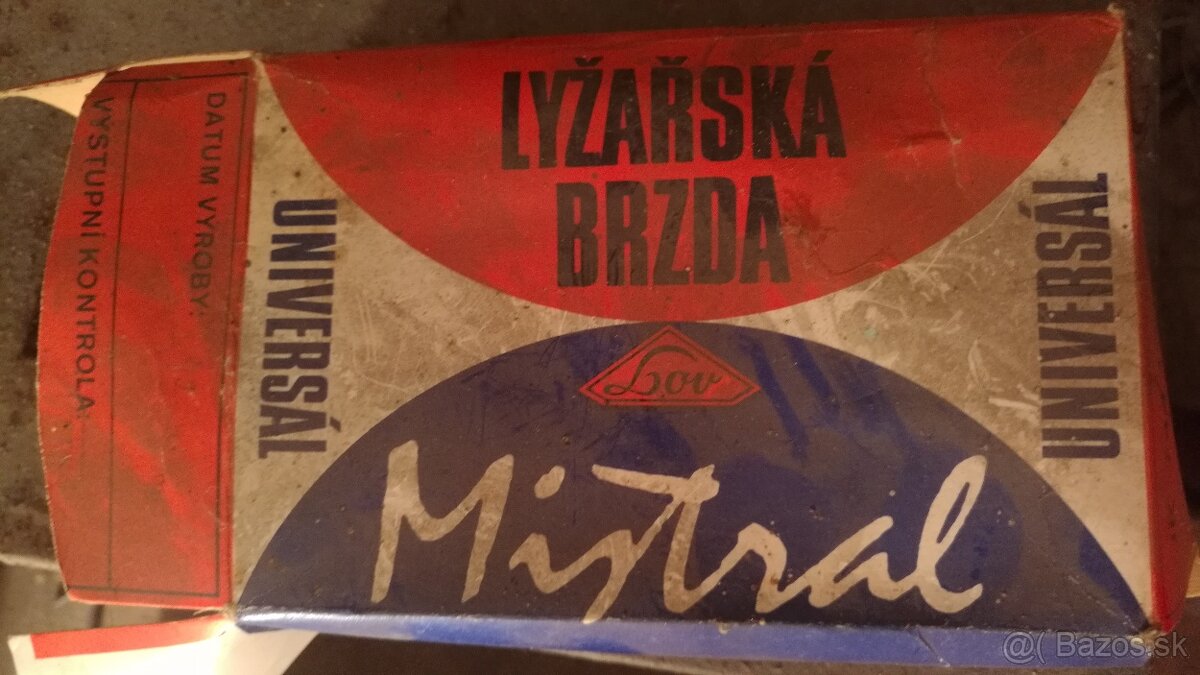 LYŽAŘSKÁ
BRZDA
UNIVERSÁL
UNIVERSÁL
Lov
Mistral
DATUM VÝROBY
VÝSTUPNÍ KONTROLA
@( Bazos.sk